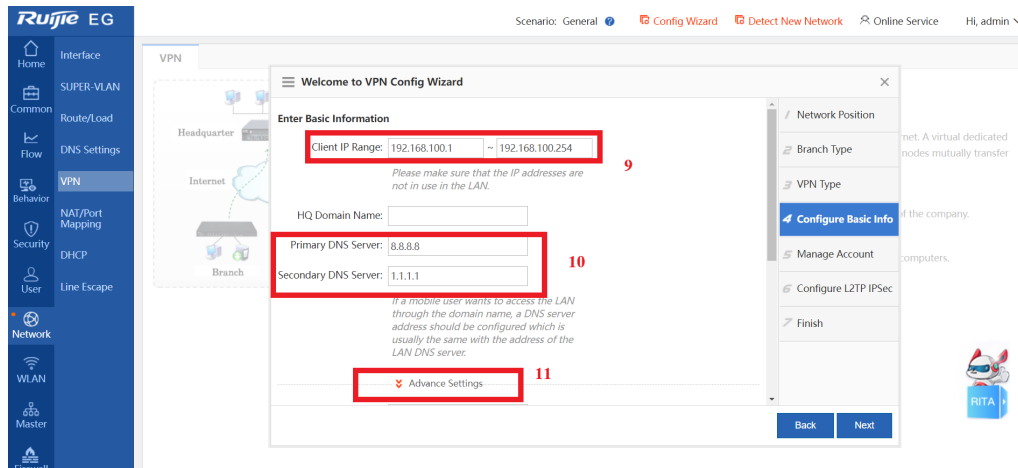 Ruijie EG
Scenario: General ?
Config Wizard
Detect New Network
Online Service
Hi, admin
Home
Common
Flow
Behavior
Security
User
Network
WLAN
Master
Firewall
Interface
SUPER-VLAN
Route/Load
DNS Settings
VPN
NAT/Port
Mapping
DHCP
Line Escape
VPN
Headquarter
Internet
Branch
Welcome to VPN Config Wizard
Enter Basic Information
Client IP Range: 192.168.100.1 ~ 192.168.100.254
9
Please make sure that the IP addresses are
not in use in the LAN.
HQ Domain Name:
Primary DNS Server: 8.8.8.8
10
Secondary DNS Server: 1.1.1.1
If a mobile user wants to access the LAN
through the domain name, a DNS server
address should be configured which is
usually the same with the address of the
LAN DNS server.
Advance Settings
11
1 Network Position
2 Branch Type
3 VPN Type
4 Configure Basic Info
5 Manage Account
6 Configure L2TP IPSec
7 Finish
Back
Next
rnet. A virtual dedicated
nodes mutually transfer
of the company.
computers.
RITA